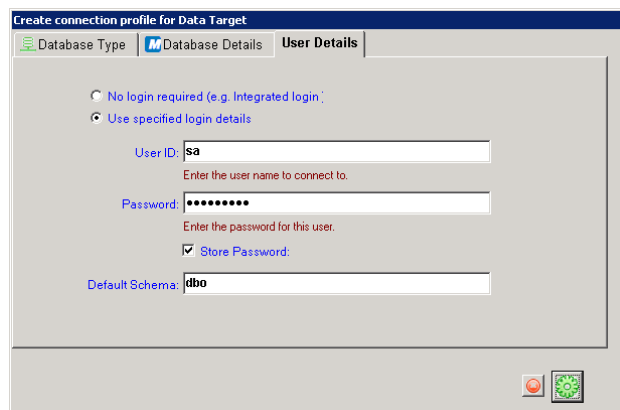 Create connection profile for Data Target
Database Type
M Database Details
User Details
No login required (e.g. Integrated login )
Use specified login details
User ID: sa
Enter the user name to connect to.
Password: •••••••••
Enter the password for this user.
Store Password:
Default Schema: dbo